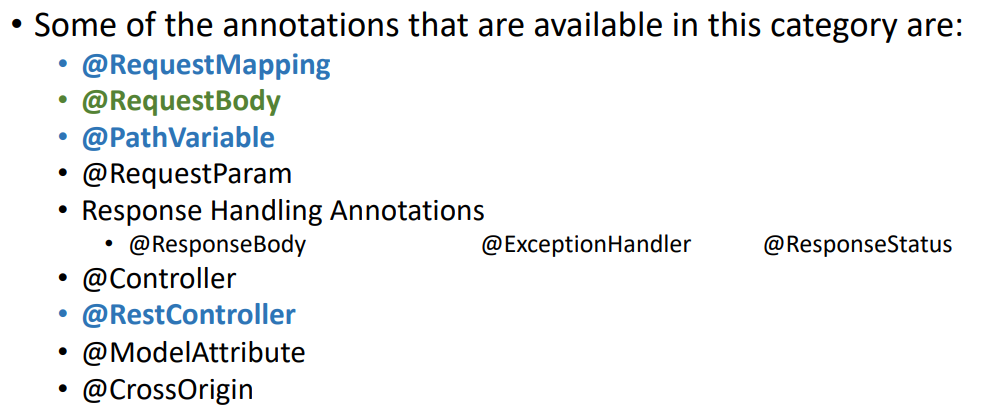 • Some of the annotations that are available in this category are:
• @RequestMapping
• @RequestBody
• @PathVariable
• @RequestParam
• Response Handling Annotations
• @ResponseBody @ExceptionHandler @ResponseStatus
• @Controller
• @RestController
• @ModelAttribute
• @CrossOrigin